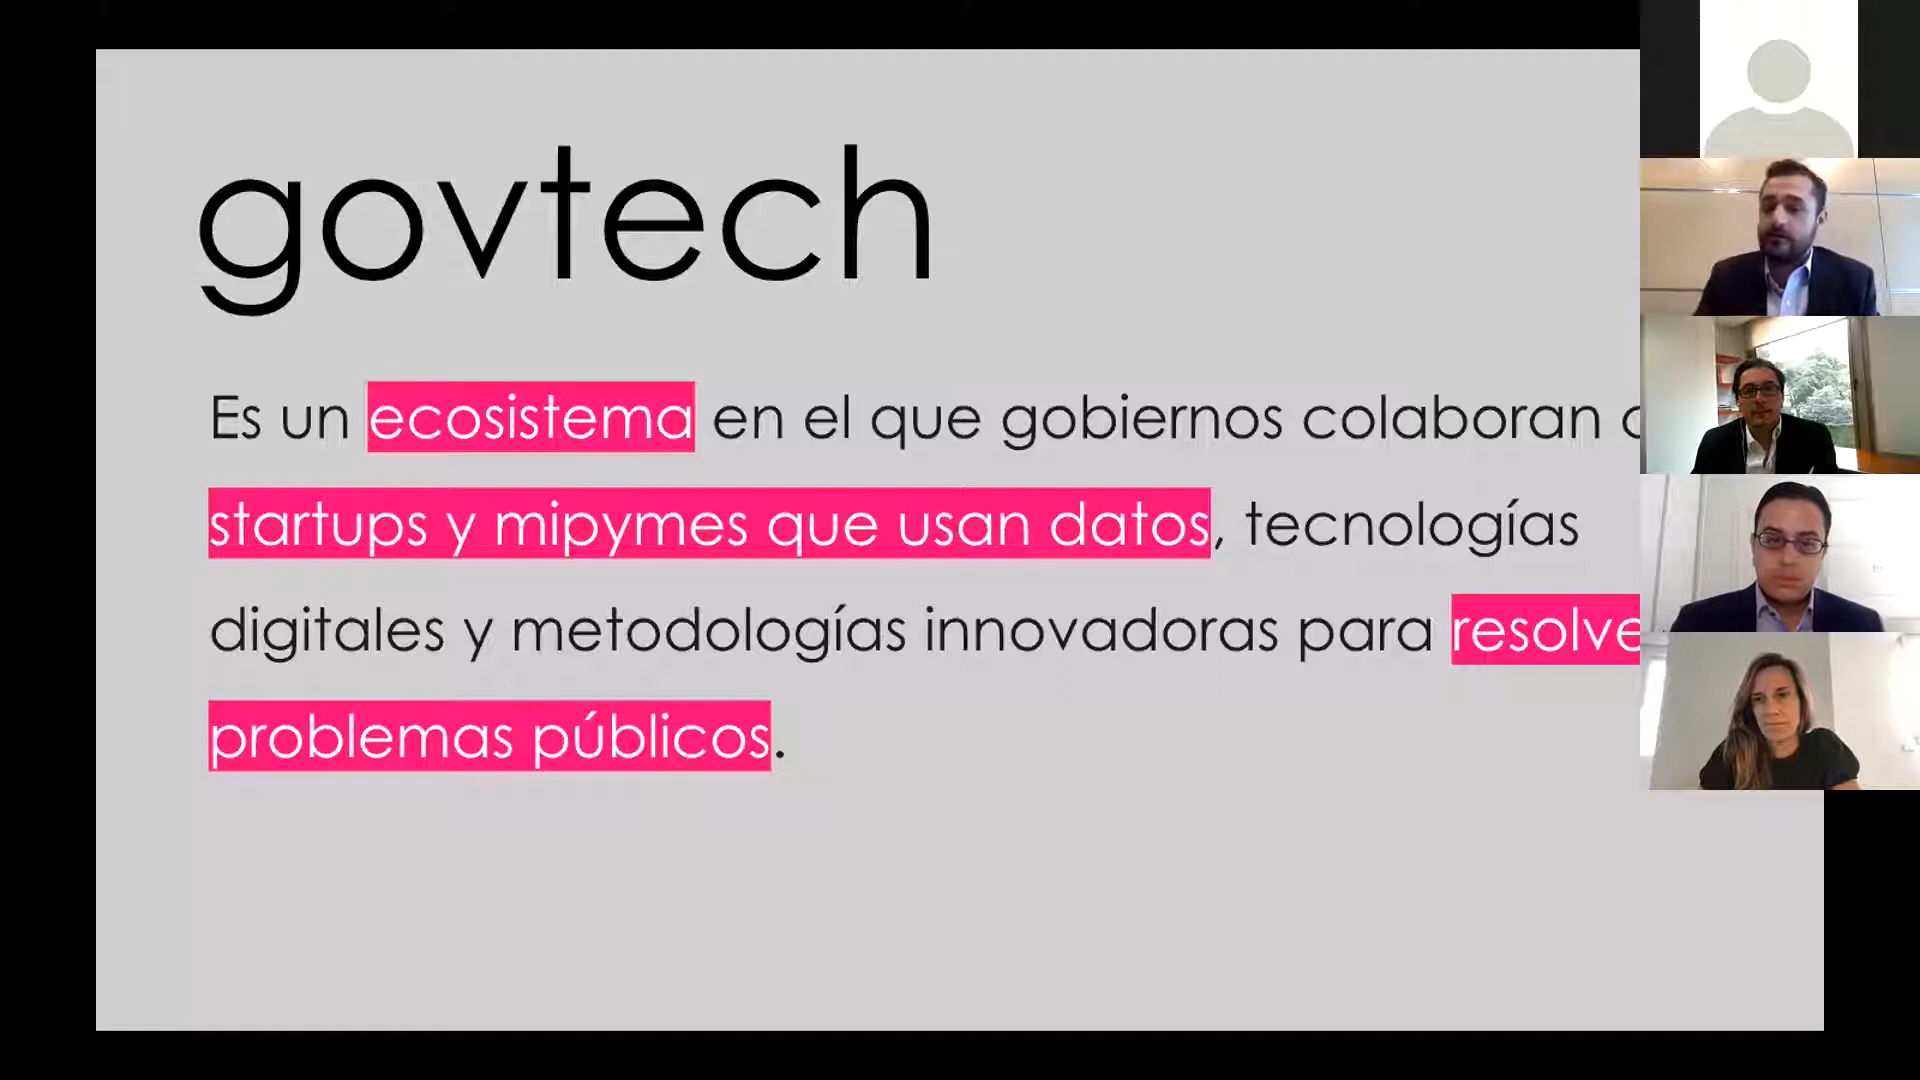 govtech
Es un ecosistema en el que gobiernos colaboran
startups y mipymes que usan datos, tecnologías
digitales y metodologías innovadoras para resolve
problemas públicos.